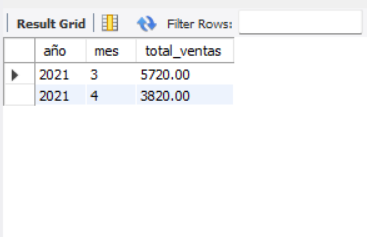 Result Grid Filter Rows:
año mes total_ventas
2021 3 5720.00
2021 4 3820.00